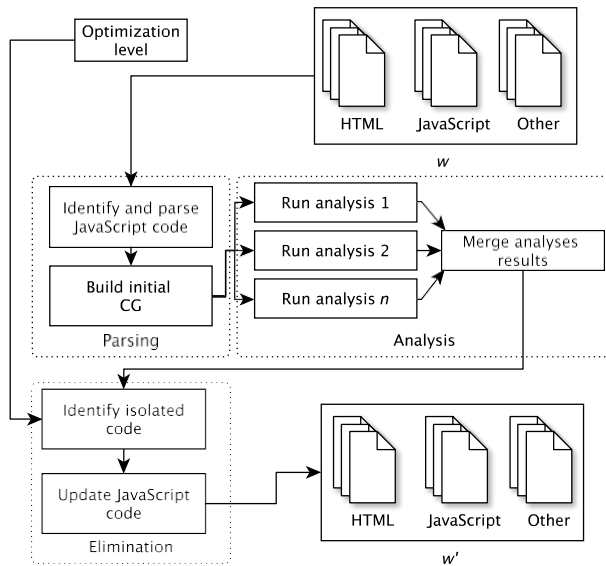 Optimization
level
HTML
JavaScript
Other
w
Identify and parse
JavaScript code
Build initial
CG
Parsing
Run analysis 1
Run analysis 2
Run analysis n
Merge analyses
results
Analysis
Identify isolated
code
Update JavaScript
code
Elimination
HTML
JavaScript
Other
w'